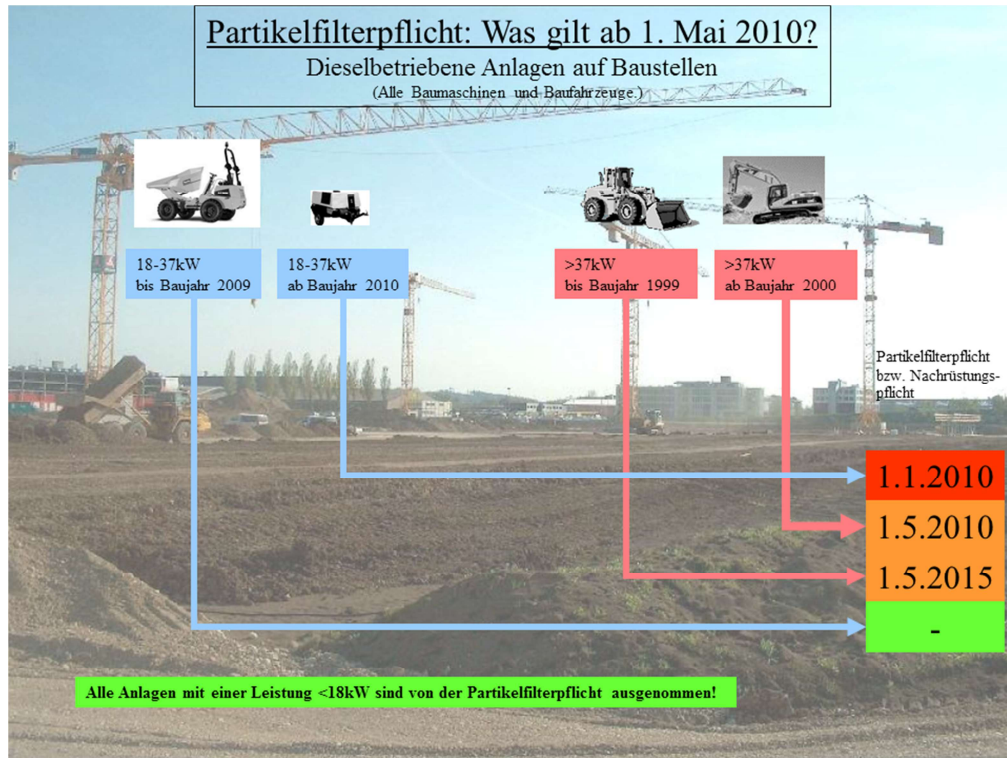 Partikelfilterpflicht: Was gilt ab 1. Mai 2010?
Dieselbetriebene Anlagen auf Baustellen
(Alle Baumaschinen und Baufahrzeuge.)
18-37kW
bis Baujahr 2009
18-37kW
ab Baujahr 2010
>37kW
bis Baujahr 1999
>37kW
ab Baujahr 2000
Partikelfilterpflicht
bzw. Nachrüstungs-
pflicht
1.1.2010
1.5.2010
1.5.2015
-
Alle Anlagen mit einer Leistung <18kW sind von der Partikelfilterpflicht ausgenommen!